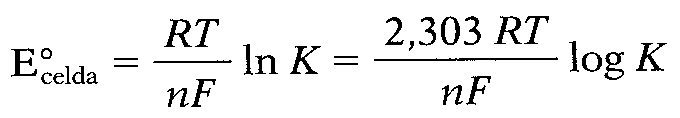 E°celda = RT/nF ln K = 2,303 RT/nF log K